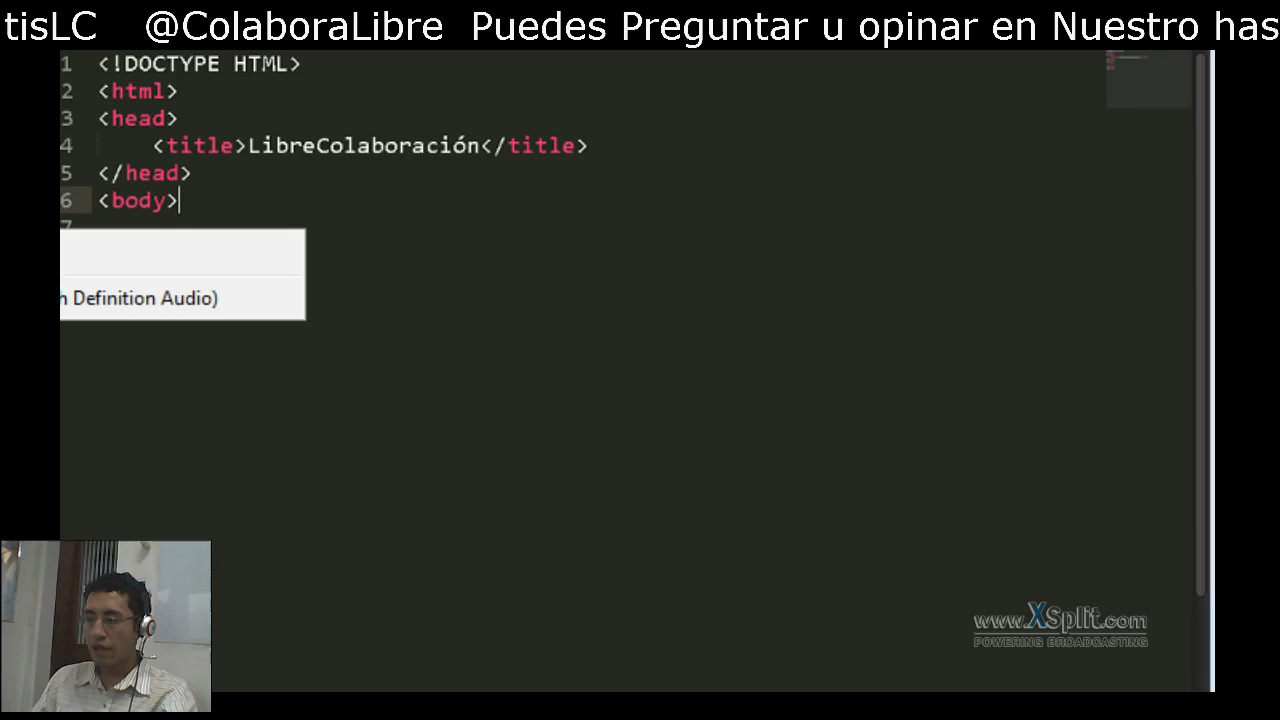 tisLC @ColaboraLibre Puedes Preguntar u opinar en Nuestro has
1 <!DOCTYPE HTML>
2 <html>
3 <head>
4 <title>LibreColaboración</title>
5 </head>
6 <body>
7
h Definition Audio)
www.XSplit.com
POWERING BROADCASTING